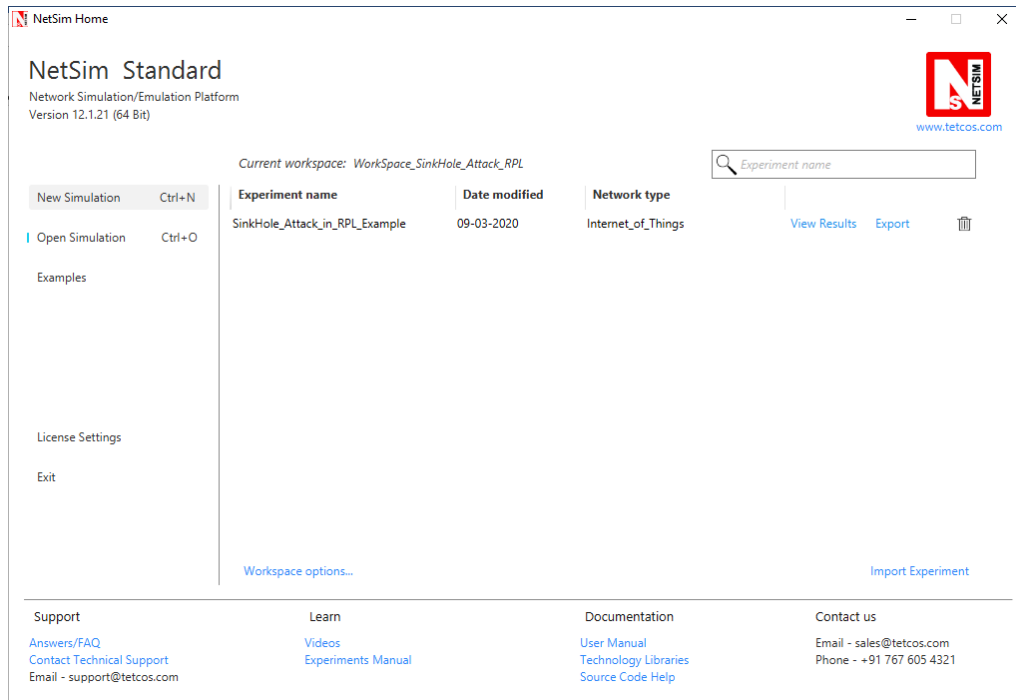 NetSim Home
NetSim Standard
Network Simulation/Emulation Platform
Version 12.1.21 (64 Bit)
N
S
NETSIM
www.tetcos.com
Current workspace: WorkSpace_SinkHole_Attack_RPL
Experiment name
New Simulation Ctrl+N
Open Simulation Ctrl+O
Examples
License Settings
Exit
Experiment name Date modified Network type
SinkHole_Attack_in_RPL_Example 09-03-2020 Internet_of_Things View Results Export
Workspace options... Import Experiment
Support
Answers/FAQ
Contact Technical Support
Email - support@tetcos.com
Learn
Videos
Experiments Manual
Documentation
User Manual
Technology Libraries
Source Code Help
Contact us
Email - sales@tetcos.com
Phone - +91 767 605 4321